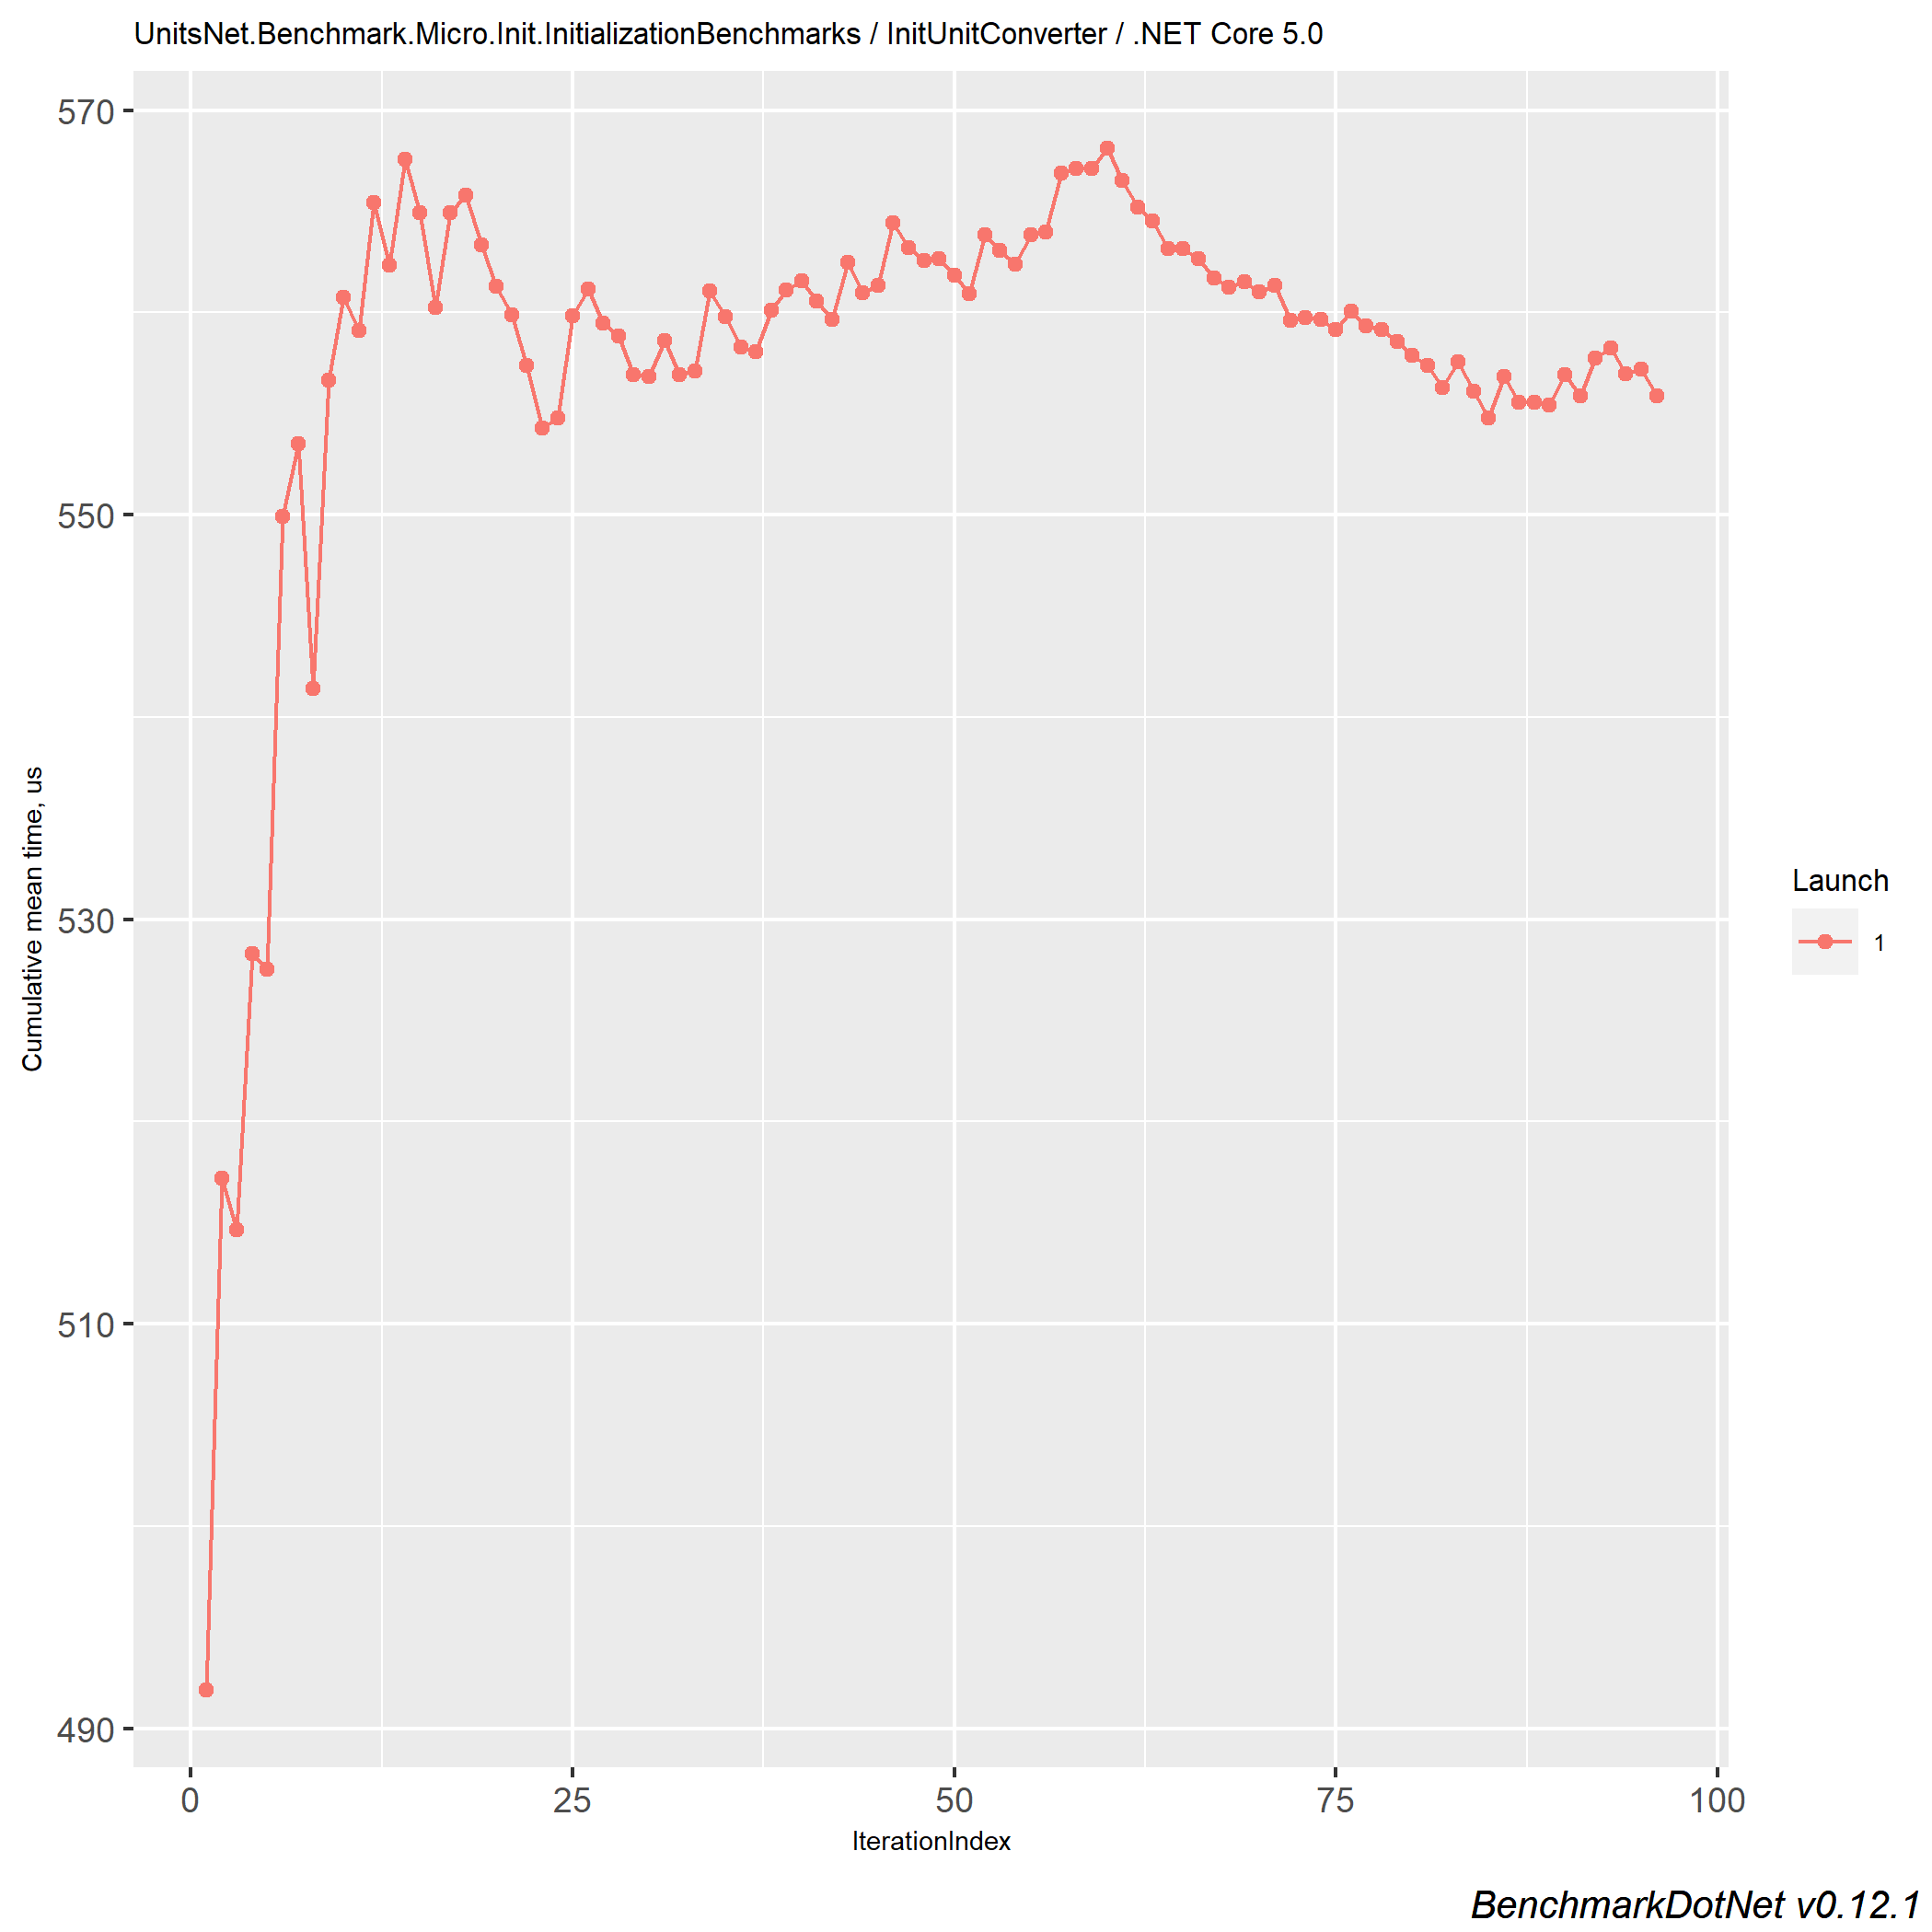 UnitsNet.Benchmark.Micro.Init.InitializationBenchmarks / InitUnitConverter / .NET Core 5.0
570
550
530
510
490
Cumulative mean time, us
0 25 50 75 100
IterationIndex
Launch
1
BenchmarkDotNet v0.12.1